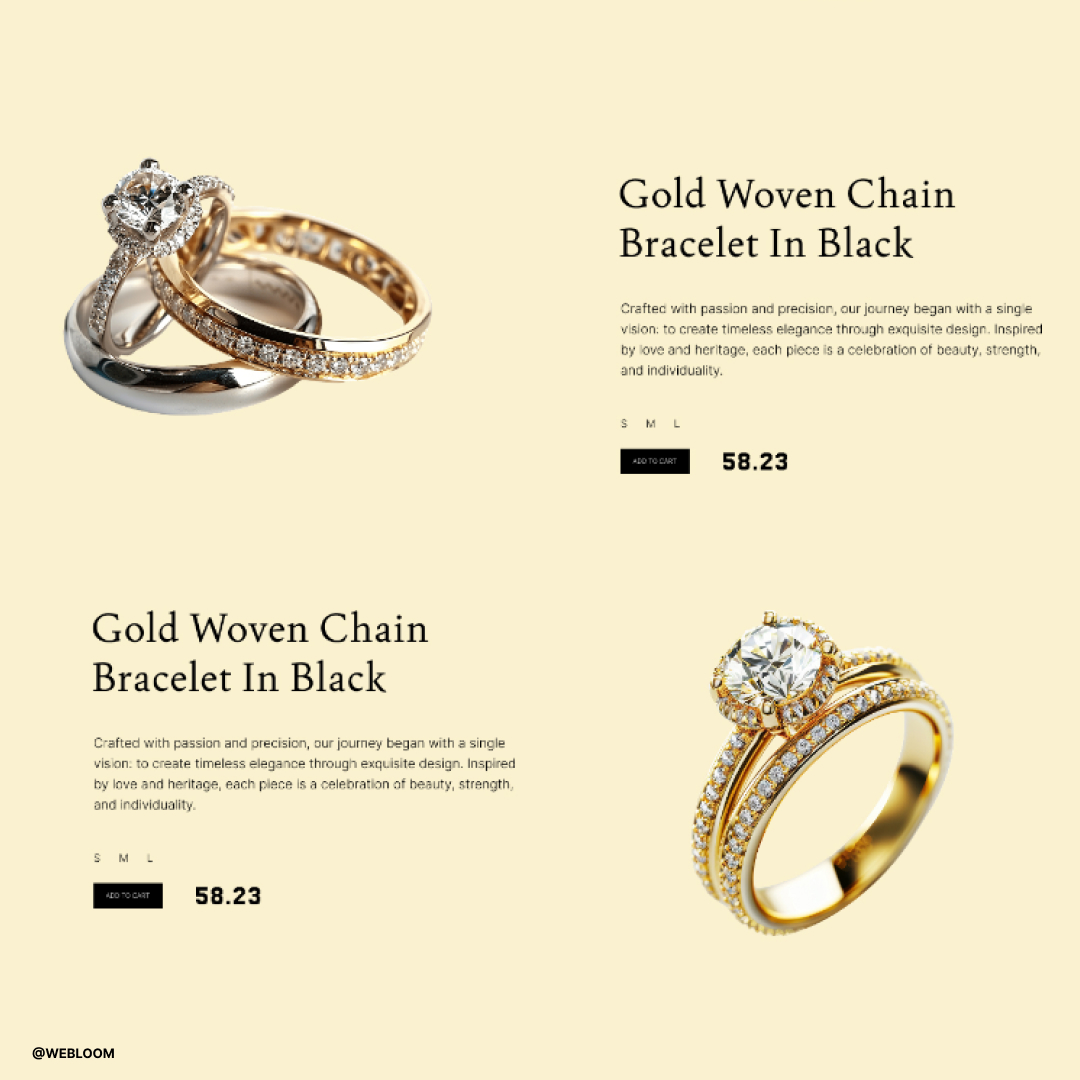 Gold Woven Chain
Bracelet In Black
Crafted with passion and precision, our journey began with a single
vision: to create timeless elegance through exquisite design. Inspired
by love and heritage, each piece is a celebration of beauty, strength,
and individuality.
S M L
ADD TO CART 58.23
Gold Woven Chain
Bracelet In Black
Crafted with passion and precision, our journey began with a single
vision: to create timeless elegance through exquisite design. Inspired
by love and heritage, each piece is a celebration of beauty, strength,
and individuality.
S M L
ADD TO CART 58.23
@WEBLOOM